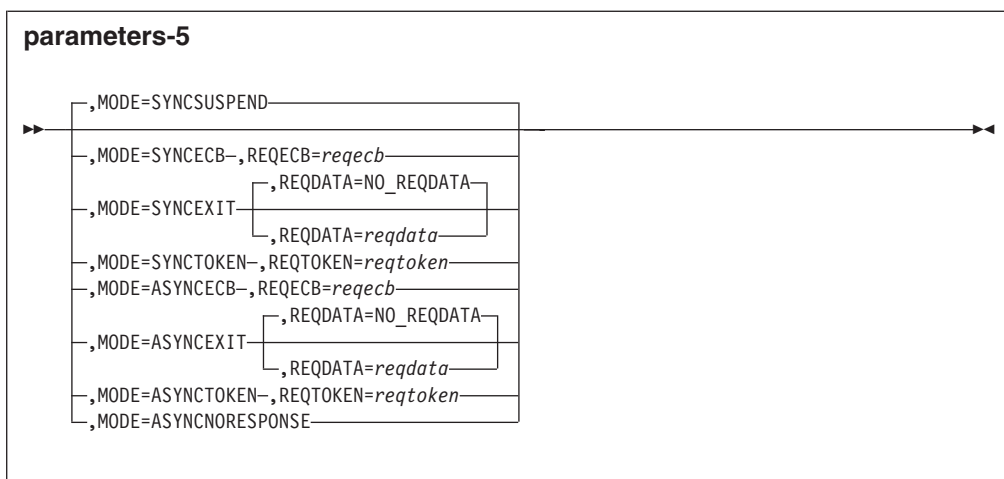 parameters-5
,MODE=SYNCSUSPEND
,MODE=SYNCECB ,REQECB=reqecb
,REQDATA=NO_REQDATA
,MODE=SYNCEXIT
,REQDATA=reqdata
,MODE=SYNCTOKEN ,REQTOKEN=reqtoken
,MODE=ASYNCECB ,REQECB=reqecb
,REQDATA=NO_REQDATA
,MODE=ASYNCEXIT
,REQDATA=reqdata
,MODE=ASYNCTOKEN ,REQTOKEN=reqtoken
,MODE=ASYNCNORESPONSE